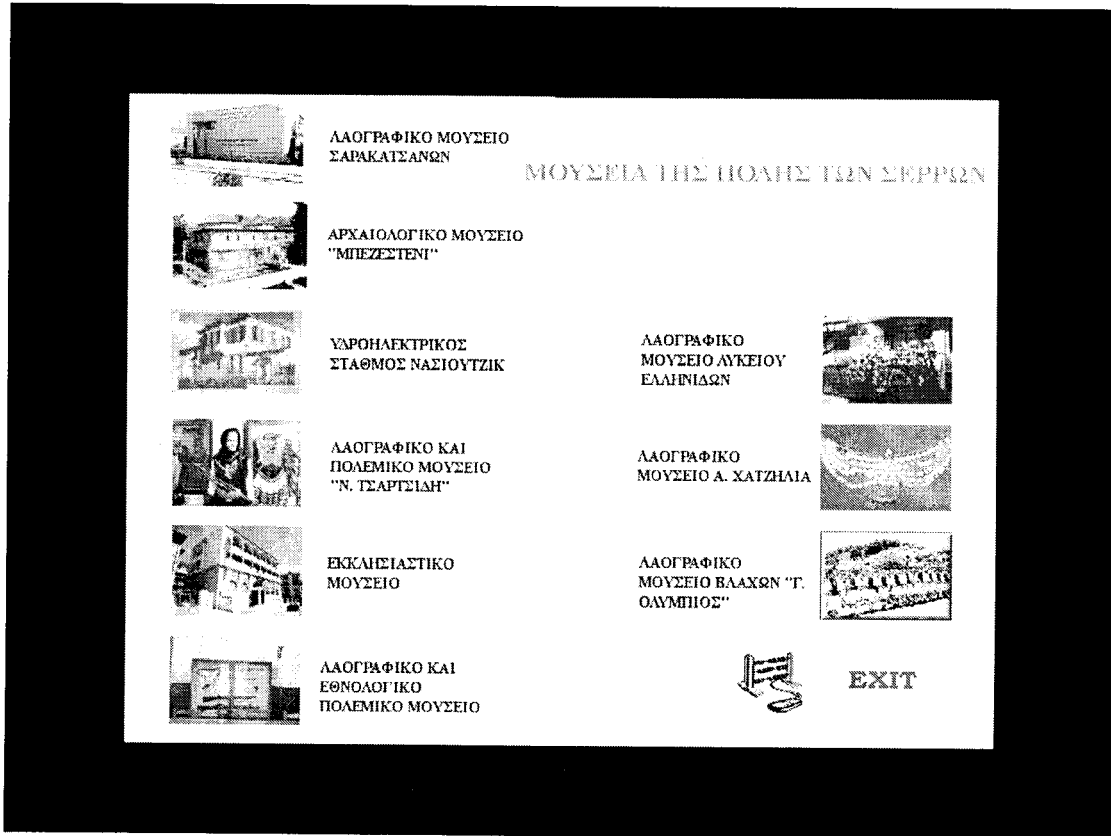 ΛΑΟΓΡΑΦΙΚΟ ΜΟΥΣΕΙΟ
ΣΑΡΑΚΑΤΣΑΝΩΝ
ΜΟΥΣΕΙΑ ΤΗΣ ΠΟΛΗΣ ΤΩΝ ΣΕΡΡΩΝ
ΑΡΧΑΙΟΛΟΓΙΚΟ ΜΟΥΣΕΙΟ
"ΜΠΕΖΕΣΤΕΝΙ"
ΥΔΡΟΗΛΕΚΤΡΙΚΟΣ
ΣΤΑΘΜΟΣ ΝΑΣΙΟΥΤΖΙΚ
ΛΑΟΓΡΑΦΙΚΟ ΚΑΙ
ΠΟΛΕΜΙΚΟ ΜΟΥΣΕΙΟ
"Ν. ΤΣΑΡΤΣΙΔΗ"
ΕΚΚΛΗΣΙΑΣΤΙΚΟ
ΜΟΥΣΕΙΟ
ΛΑΟΓΡΑΦΙΚΟ ΚΑΙ
ΕΘΝΟΛΟΓΙΚΟ
ΠΟΛΕΜΙΚΟ ΜΟΥΣΕΙΟ
ΛΑΟΓΡΑΦΙΚΟ
ΜΟΥΣΕΙΟ ΛΥΚΕΙΟΥ
ΕΛΛΗΝΙΔΩΝ
ΛΑΟΓΡΑΦΙΚΟ
ΜΟΥΣΕΙΟ Α. ΧΑΤΖΗΛΙΑ
ΛΑΟΓΡΑΦΙΚΟ
ΜΟΥΣΕΙΟ ΒΛΑΧΩΝ "Γ.
ΟΛΥΜΠΙΟΣ"
EXIT